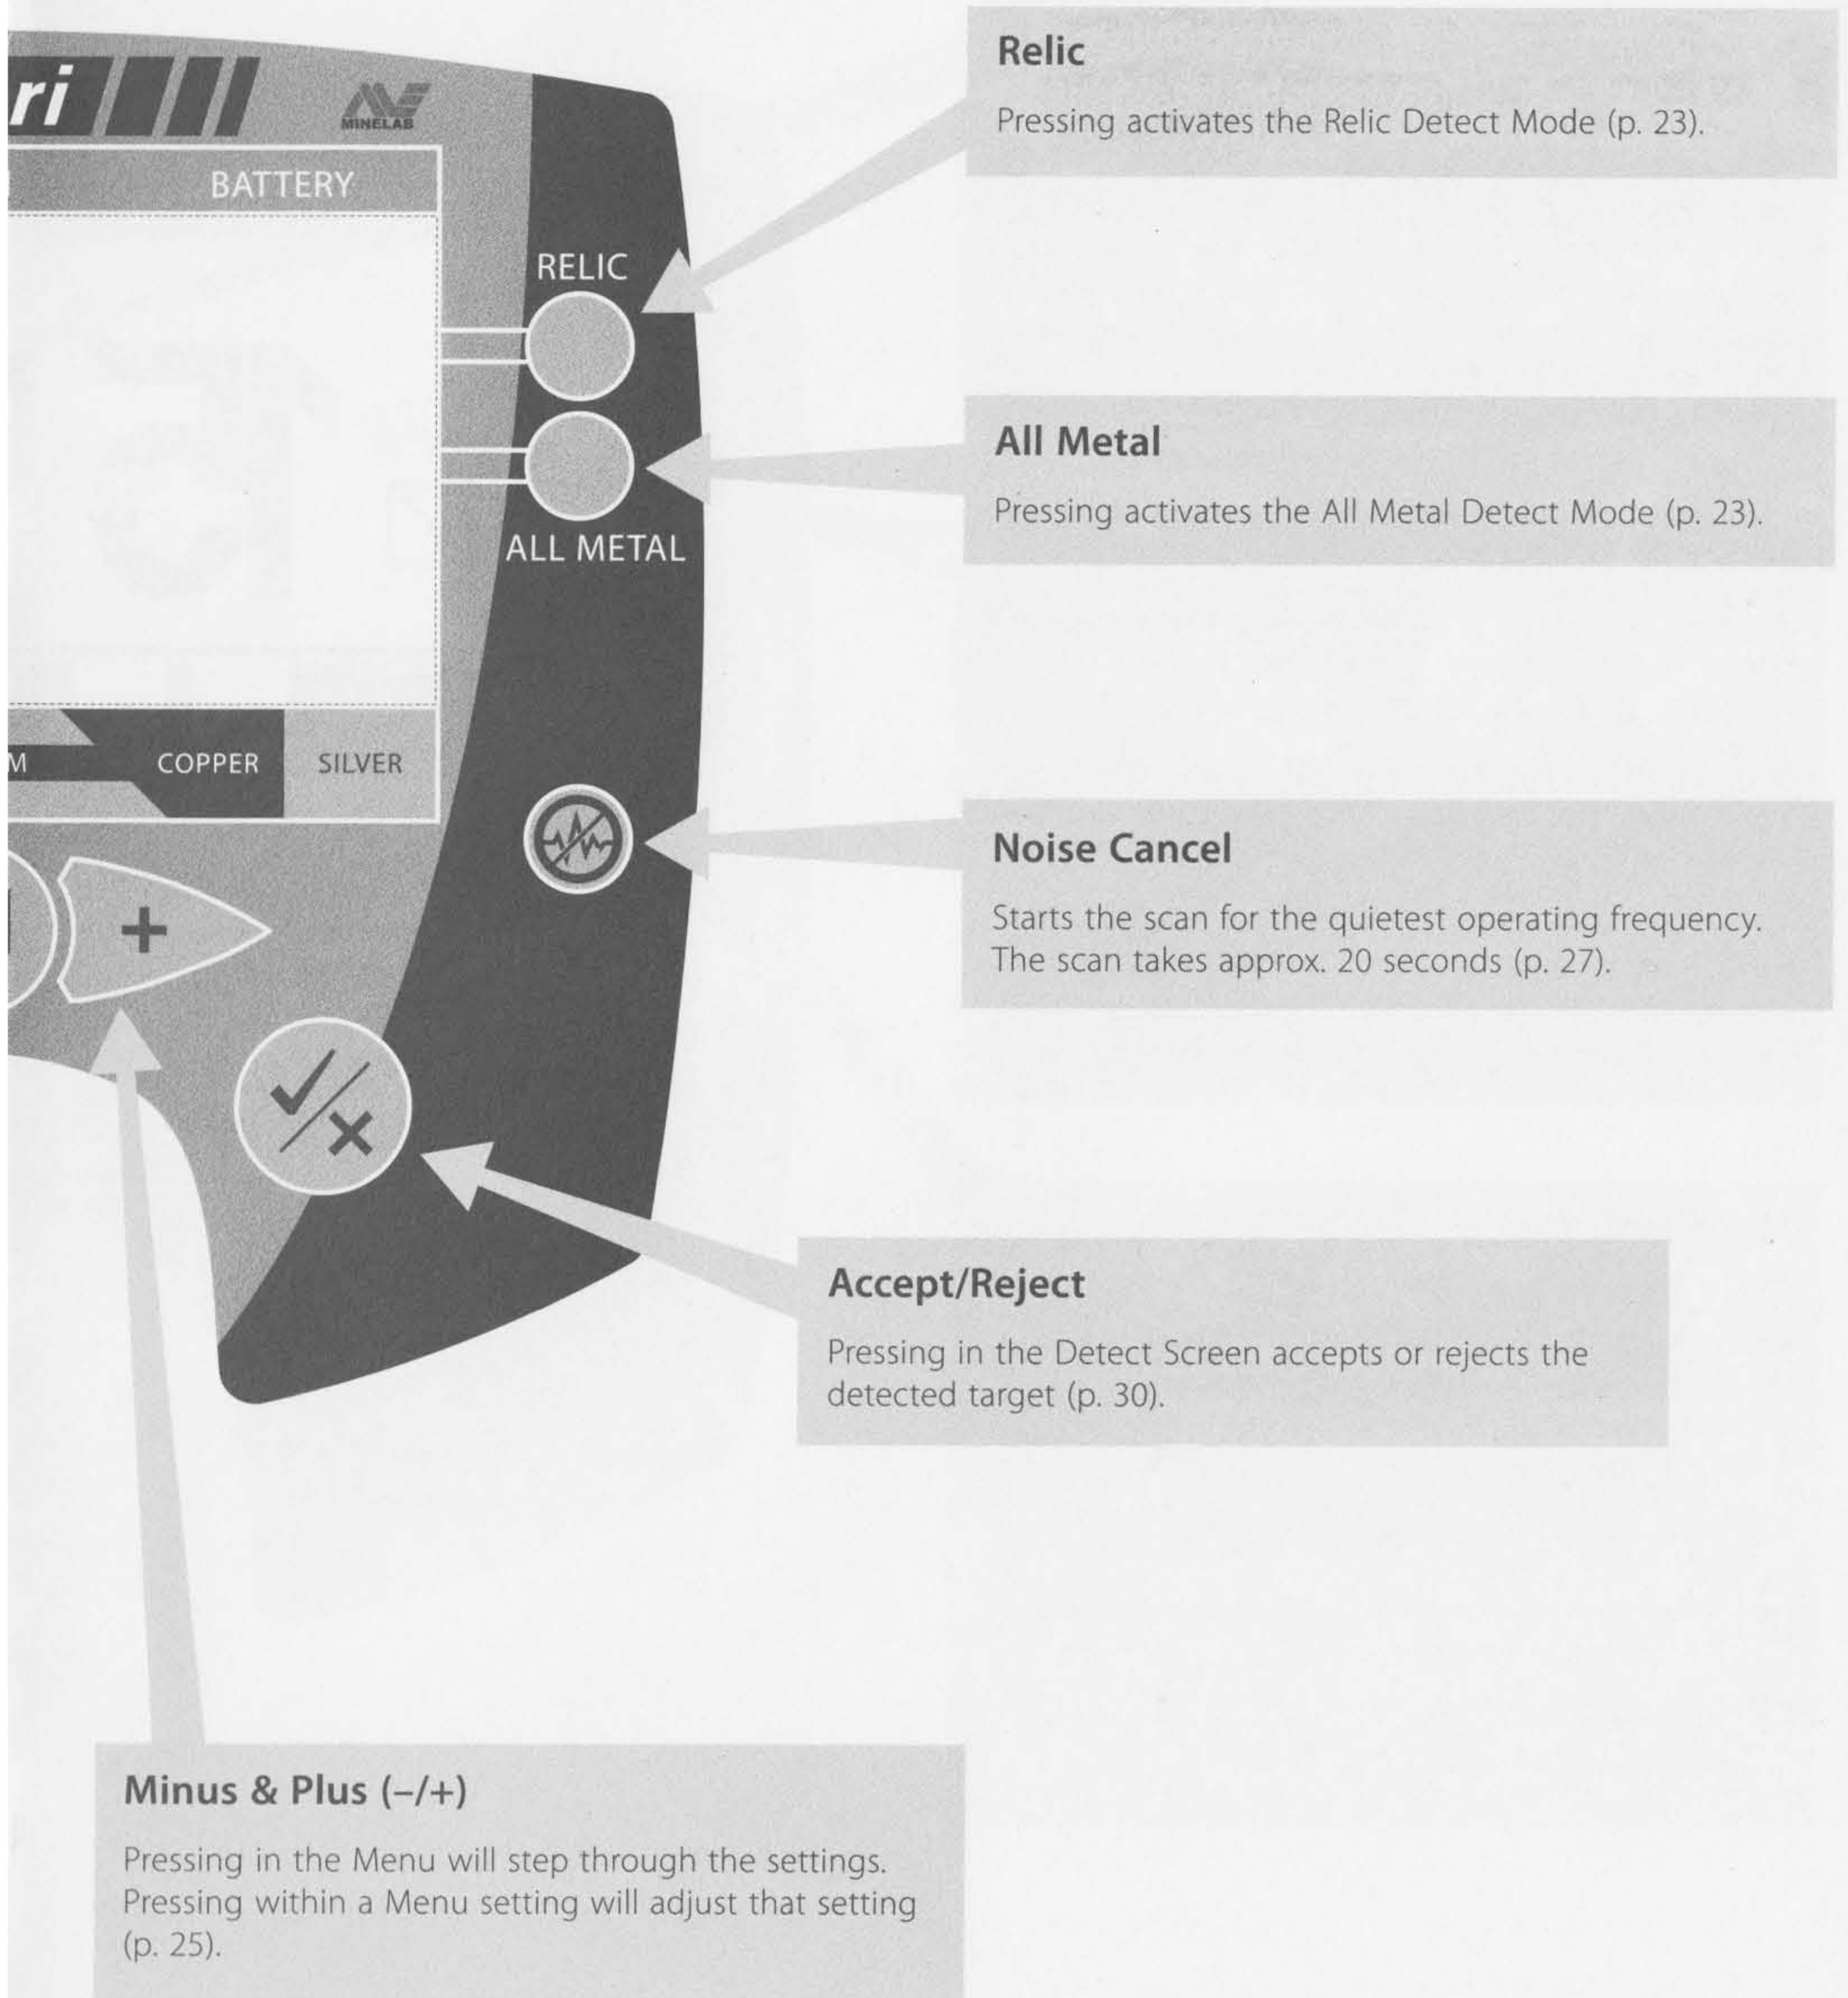 ri
MINELAB
BATTERY
RELIC
ALL METAL
M
COPPER
SILVER
+
Relic
Pressing activates the Relic Detect Mode (p. 23).
All Metal
Pressing activates the All Metal Detect Mode (p. 23).
Noise Cancel
Starts the scan for the quietest operating frequency.
The scan takes approx. 20 seconds (p. 27).
Accept/Reject
Pressing in the Detect Screen accepts or rejects the
detected target (p. 30).
Minus & Plus (–/+)
Pressing in the Menu will step through the settings.
Pressing within a Menu setting will adjust that setting
(p. 25).